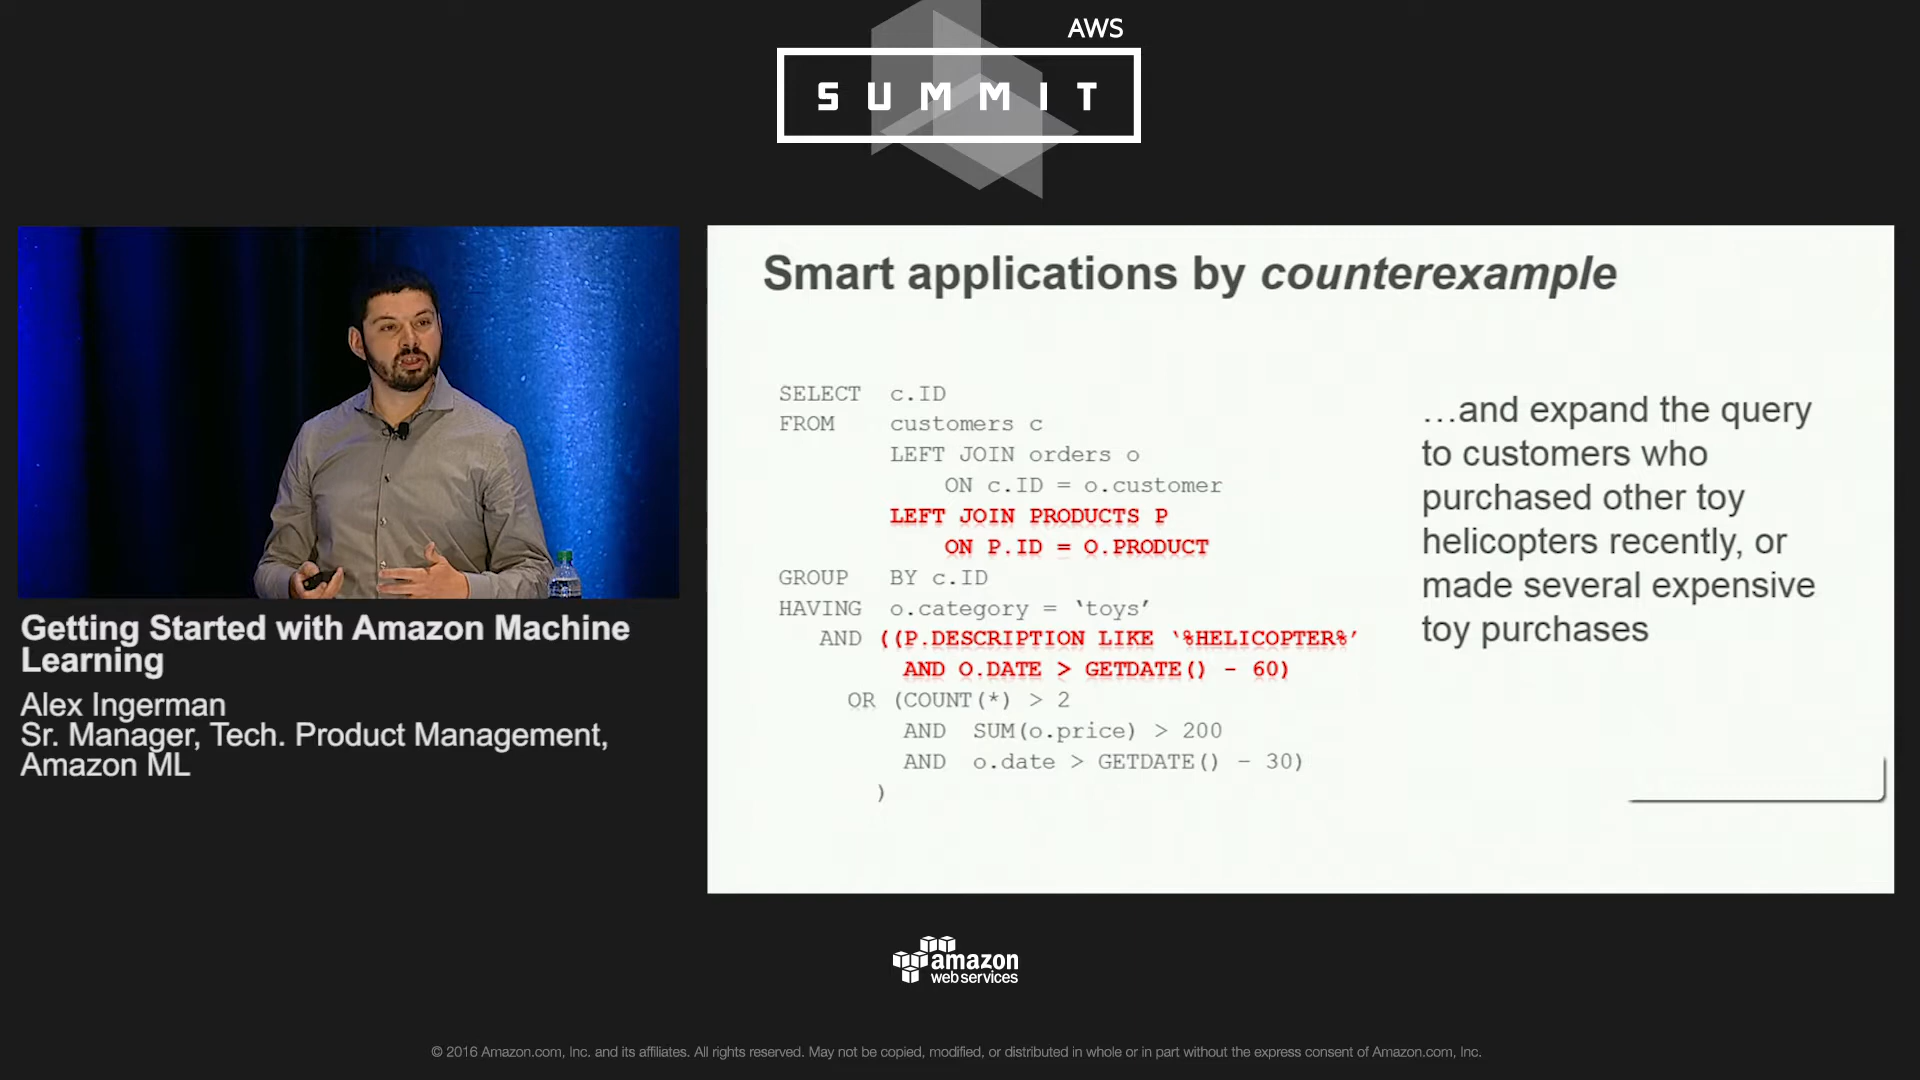 AWS
SUMMIT
Smart applications by counterexample
SELECT c.ID
FROM customers c
LEFT JOIN orders o
ON c.ID = o.customer
LEFT JOIN PRODUCTS P
ON P.ID = O.PRODUCT
GROUP BY c.ID
HAVING o.category = ‘toys’
AND ((P.DESCRIPTION LIKE ‘%HELICOPTER%’
AND O.DATE > GETDATE() - 60)
OR (COUNT(*) > 2
AND SUM(o.price) > 200
AND o.date > GETDATE() – 30)
)
…and expand the query
to customers who
purchased other toy
helicopters recently, or
made several expensive
toy purchases
Getting Started with Amazon Machine
Learning
Alex Ingerman
Sr. Manager, Tech. Product Management,
Amazon ML
amazon
webservices
© 2016 Amazon.com, Inc. and its affiliates. All rights reserved. May not be copied, modified, or distributed in whole or in part without the express consent of Amazon.com, Inc.